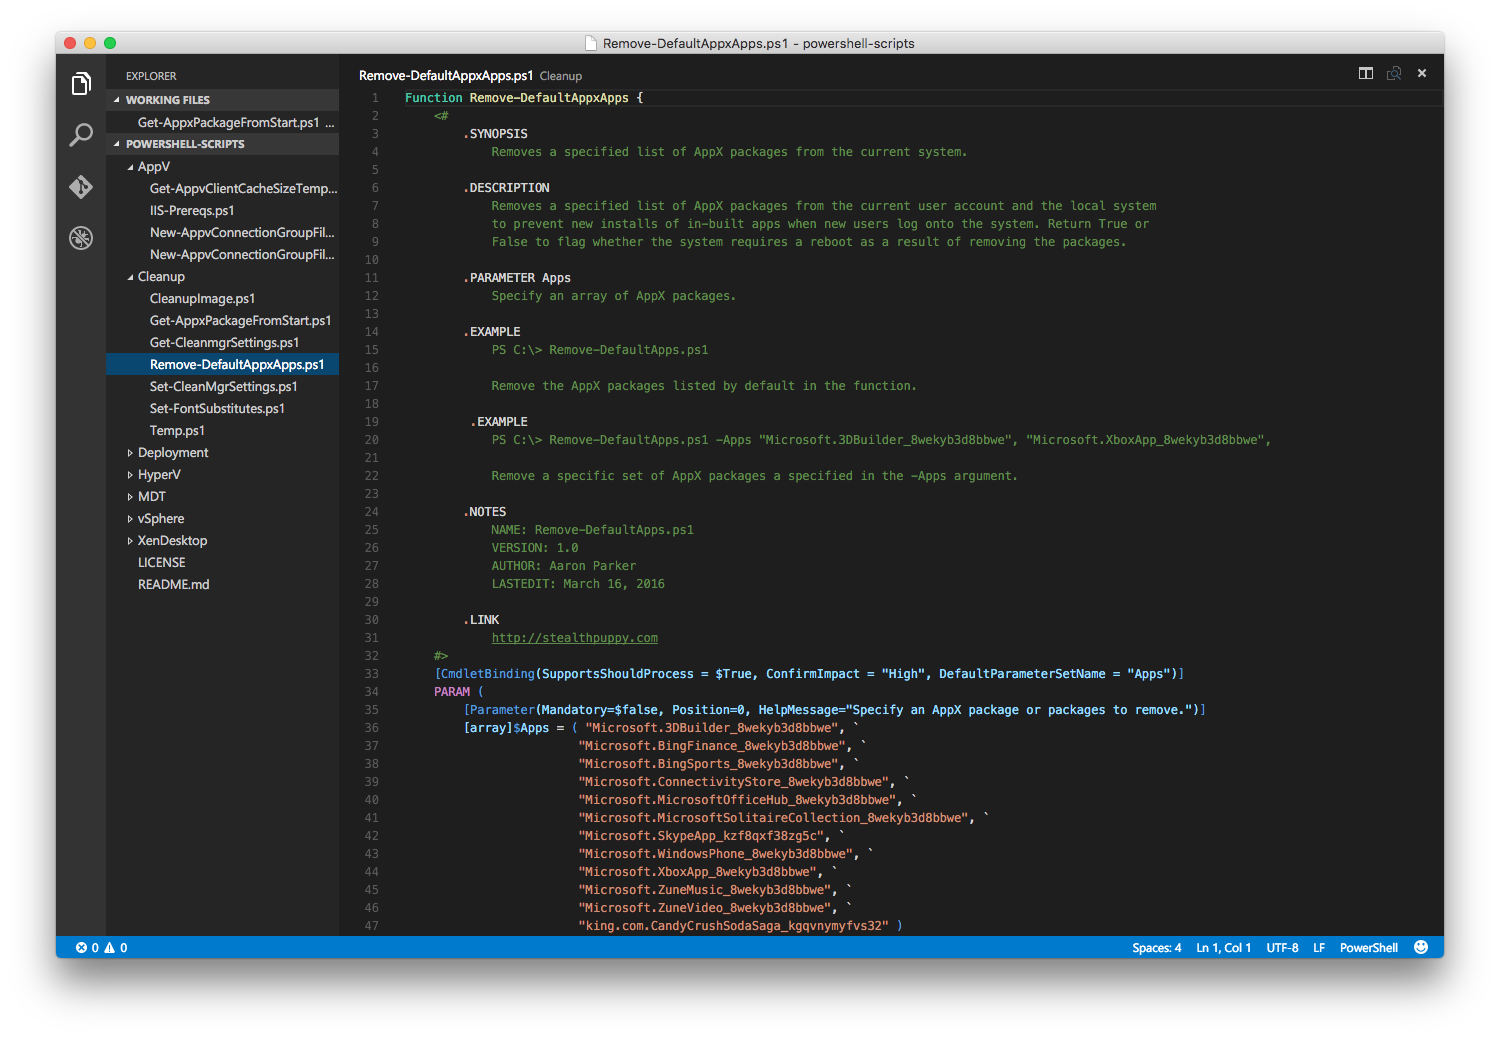 Remove-DefaultAppxApps.ps1 - powershell-scripts
EXPLORER
WORKING FILES
Get-AppxPackageFromStart.ps1 ...
POWERSHELL-SCRIPTS
AppV
Get-AppvClientCacheSizeTemp...
IIS-Prereqs.ps1
New-AppvConnectionGroupFil...
New-AppvConnectionGroupFil...
Cleanup
CleanupImage.ps1
Get-AppxPackageFromStart.ps1
Get-CleanmgrSettings.ps1
Remove-DefaultAppxApps.ps1
Set-CleanMgrSettings.ps1
Set-FontSubstitutes.ps1
Temp.ps1
Deployment
HyperV
MDT
vSphere
XenDesktop
LICENSE
README.md
Remove-DefaultAppxApps.ps1 Cleanup
1 Function Remove-DefaultAppxApps {
2 <#
3 .SYNOPSIS
4 Removes a specified list of AppX packages from the current system.
5
6 .DESCRIPTION
7 Removes a specified list of AppX packages from the current user account and the local system
8 to prevent new installs of in-built apps when new users log onto the system. Return True or
9 False to flag whether the system requires a reboot as a result of removing the packages.
10
11 .PARAMETER Apps
12 Specify an array of AppX packages.
13
14 .EXAMPLE
15 PS C:\> Remove-DefaultApps.ps1
16
17 Remove the AppX packages listed by default in the function.
18
19 .EXAMPLE
20 PS C:\> Remove-DefaultApps.ps1 -Apps "Microsoft.3DBuilder_8wekyb3d8bbwe", "Microsoft.XboxApp_8wekyb3d8bbwe",
21
22 Remove a specific set of AppX packages a specified in the -Apps argument.
23
24 .NOTES
25 NAME: Remove-DefaultApps.ps1
26 VERSION: 1.0
27 AUTHOR: Aaron Parker
28 LASTEDIT: March 16, 2016
29
30 .LINK
31 http://stealthpuppy.com
32 #>
33 [CmdletBinding(SupportsShouldProcess = $True, ConfirmImpact = "High", DefaultParameterSetName = "Apps")]
34 PARAM (
35 [Parameter(Mandatory=$false, Position=0, HelpMessage="Specify an AppX package or packages to remove.")]
36 [array]$Apps = ( "Microsoft.3DBuilder_8wekyb3d8bbwe", `
37 "Microsoft.BingFinance_8wekyb3d8bbwe", `
38 "Microsoft.BingSports_8wekyb3d8bbwe", `
39 "Microsoft.ConnectivityStore_8wekyb3d8bbwe", `
40 "Microsoft.MicrosoftOfficeHub_8wekyb3d8bbwe", `
41 "Microsoft.MicrosoftSolitaireCollection_8wekyb3d8bbwe", `
42 "Microsoft.SkypeApp_kzf8qxf38zg5c", `
43 "Microsoft.WindowsPhone_8wekyb3d8bbwe", `
44 "Microsoft.XboxApp_8wekyb3d8bbwe", `
45 "Microsoft.ZuneMusic_8wekyb3d8bbwe", `
46 "Microsoft.ZuneVideo_8wekyb3d8bbwe", `
47 "king.com.CandyCrushSodaSaga_kgqvnymyfvs32" )
0 0 Spaces: 4 Ln 1, Col 1 UTF-8 LF PowerShell